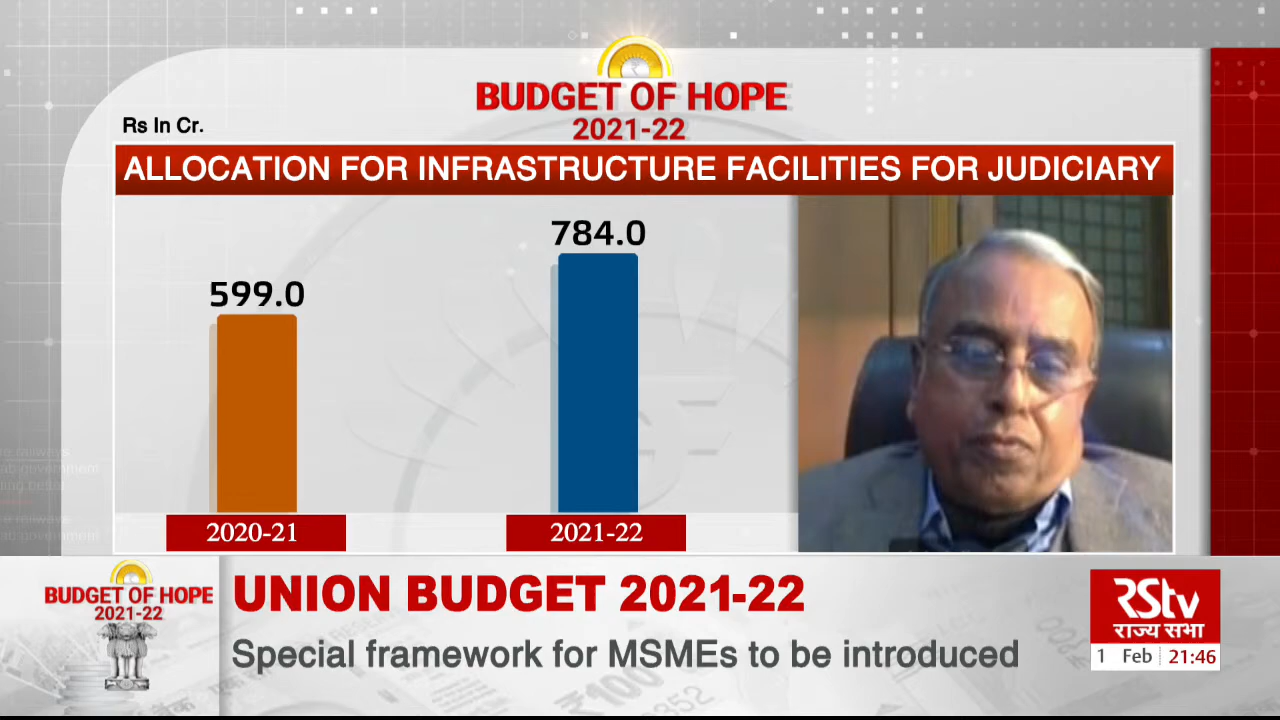 BUDGET OF HOPE
2021-22
Rs In Cr.
ALLOCATION FOR INFRASTRUCTURE FACILITIES FOR JUDICIARY
599.0
784.0
2020-21
2021-22
BUDGET OF HOPE
2021-22
UNION BUDGET 2021-22
Special framework for MSMEs to be introduced
RSTV
राज्य सभा
1 Feb 21:46